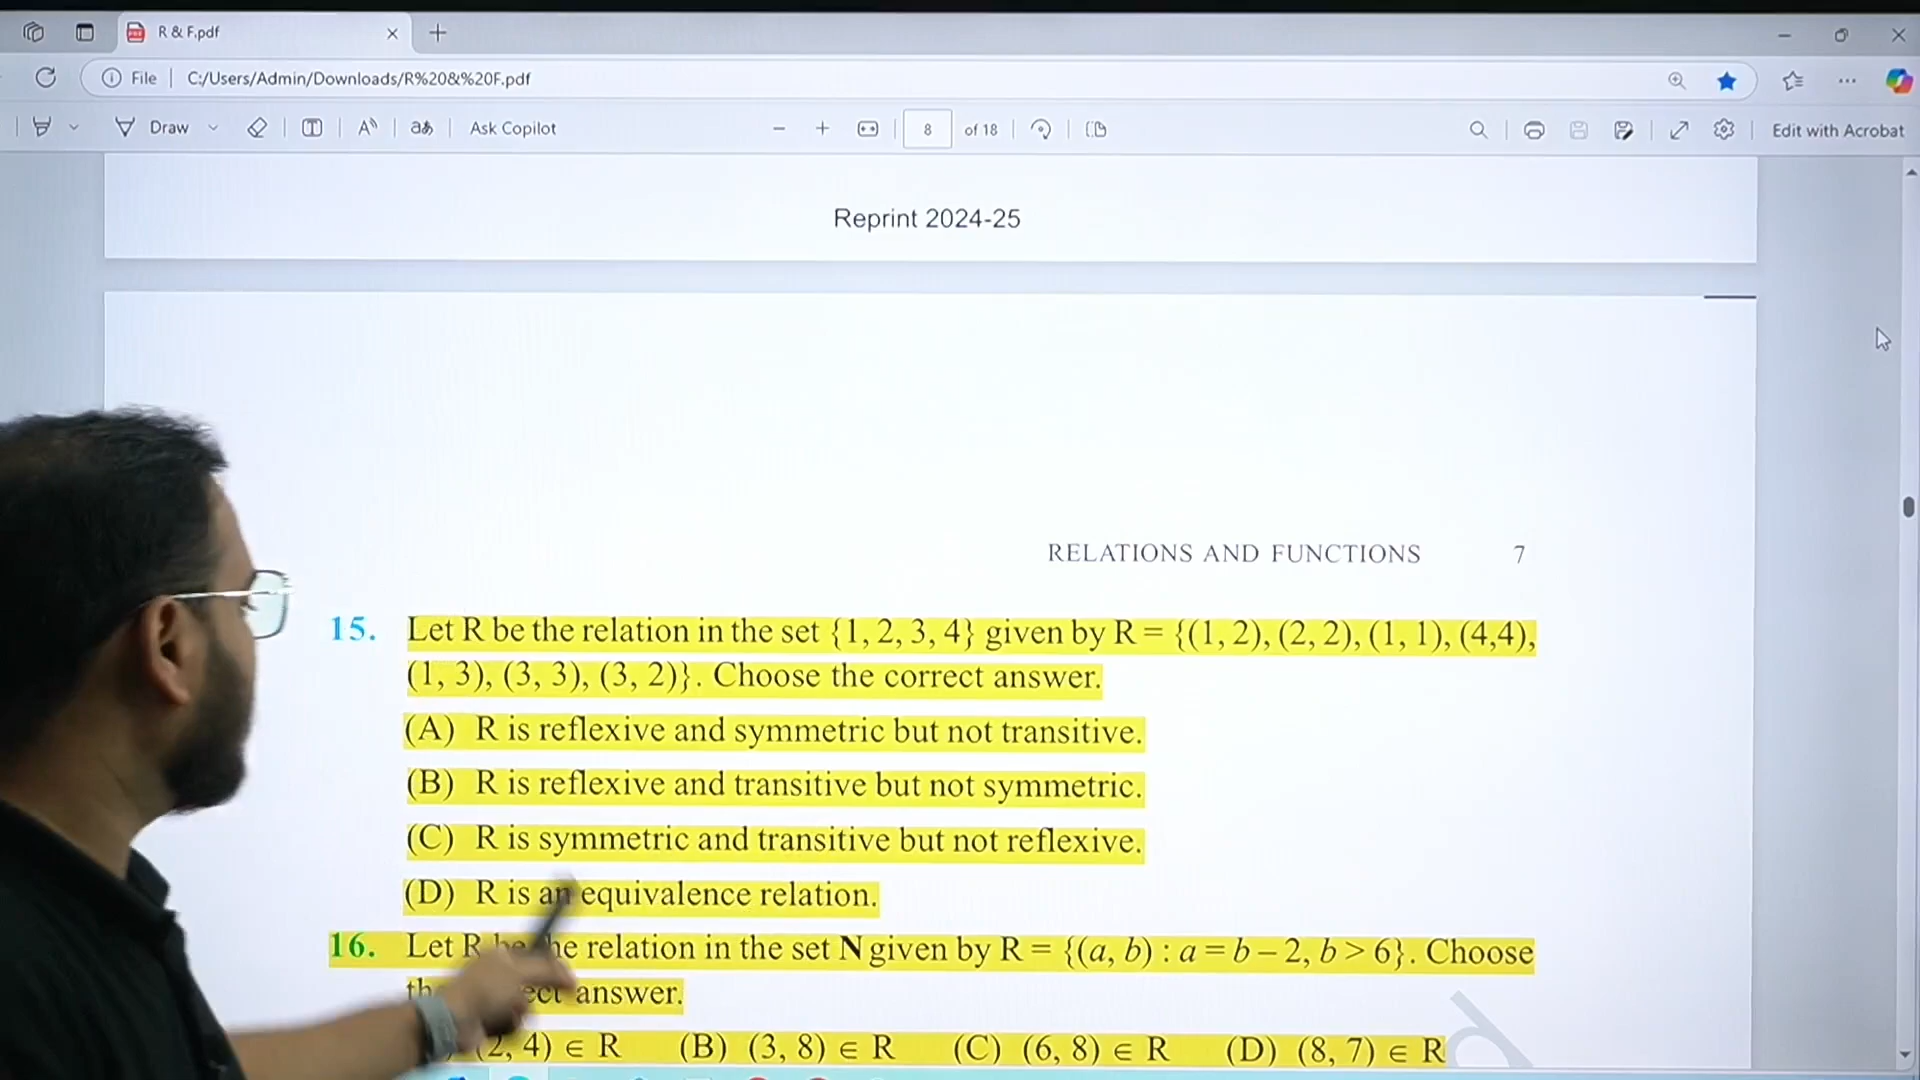 R & F.pdf
File C:/Users/Admin/Downloads/R%20&%20F.pdf
Draw Ask Copilot 8 of 18 Edit with Acrobat
Reprint 2024-25
RELATIONS AND FUNCTIONS 7
15. Let R be the relation in the set {1, 2, 3, 4} given by R = {(1, 2), (2, 2), (1, 1), (4,4),
(1, 3), (3, 3), (3, 2)}. Choose the correct answer.
(A) R is reflexive and symmetric but not transitive.
(B) R is reflexive and transitive but not symmetric.
(C) R is symmetric and transitive but not reflexive.
(D) R is an equivalence relation.
16. Let R be the relation in the set N given by R = {(a, b) : a = b – 2, b > 6}. Choose
answer.
(2, 4) ∈ R (B) (3, 8) ∈ R (C) (6, 8) ∈ R (D) (8, 7) ∈ R